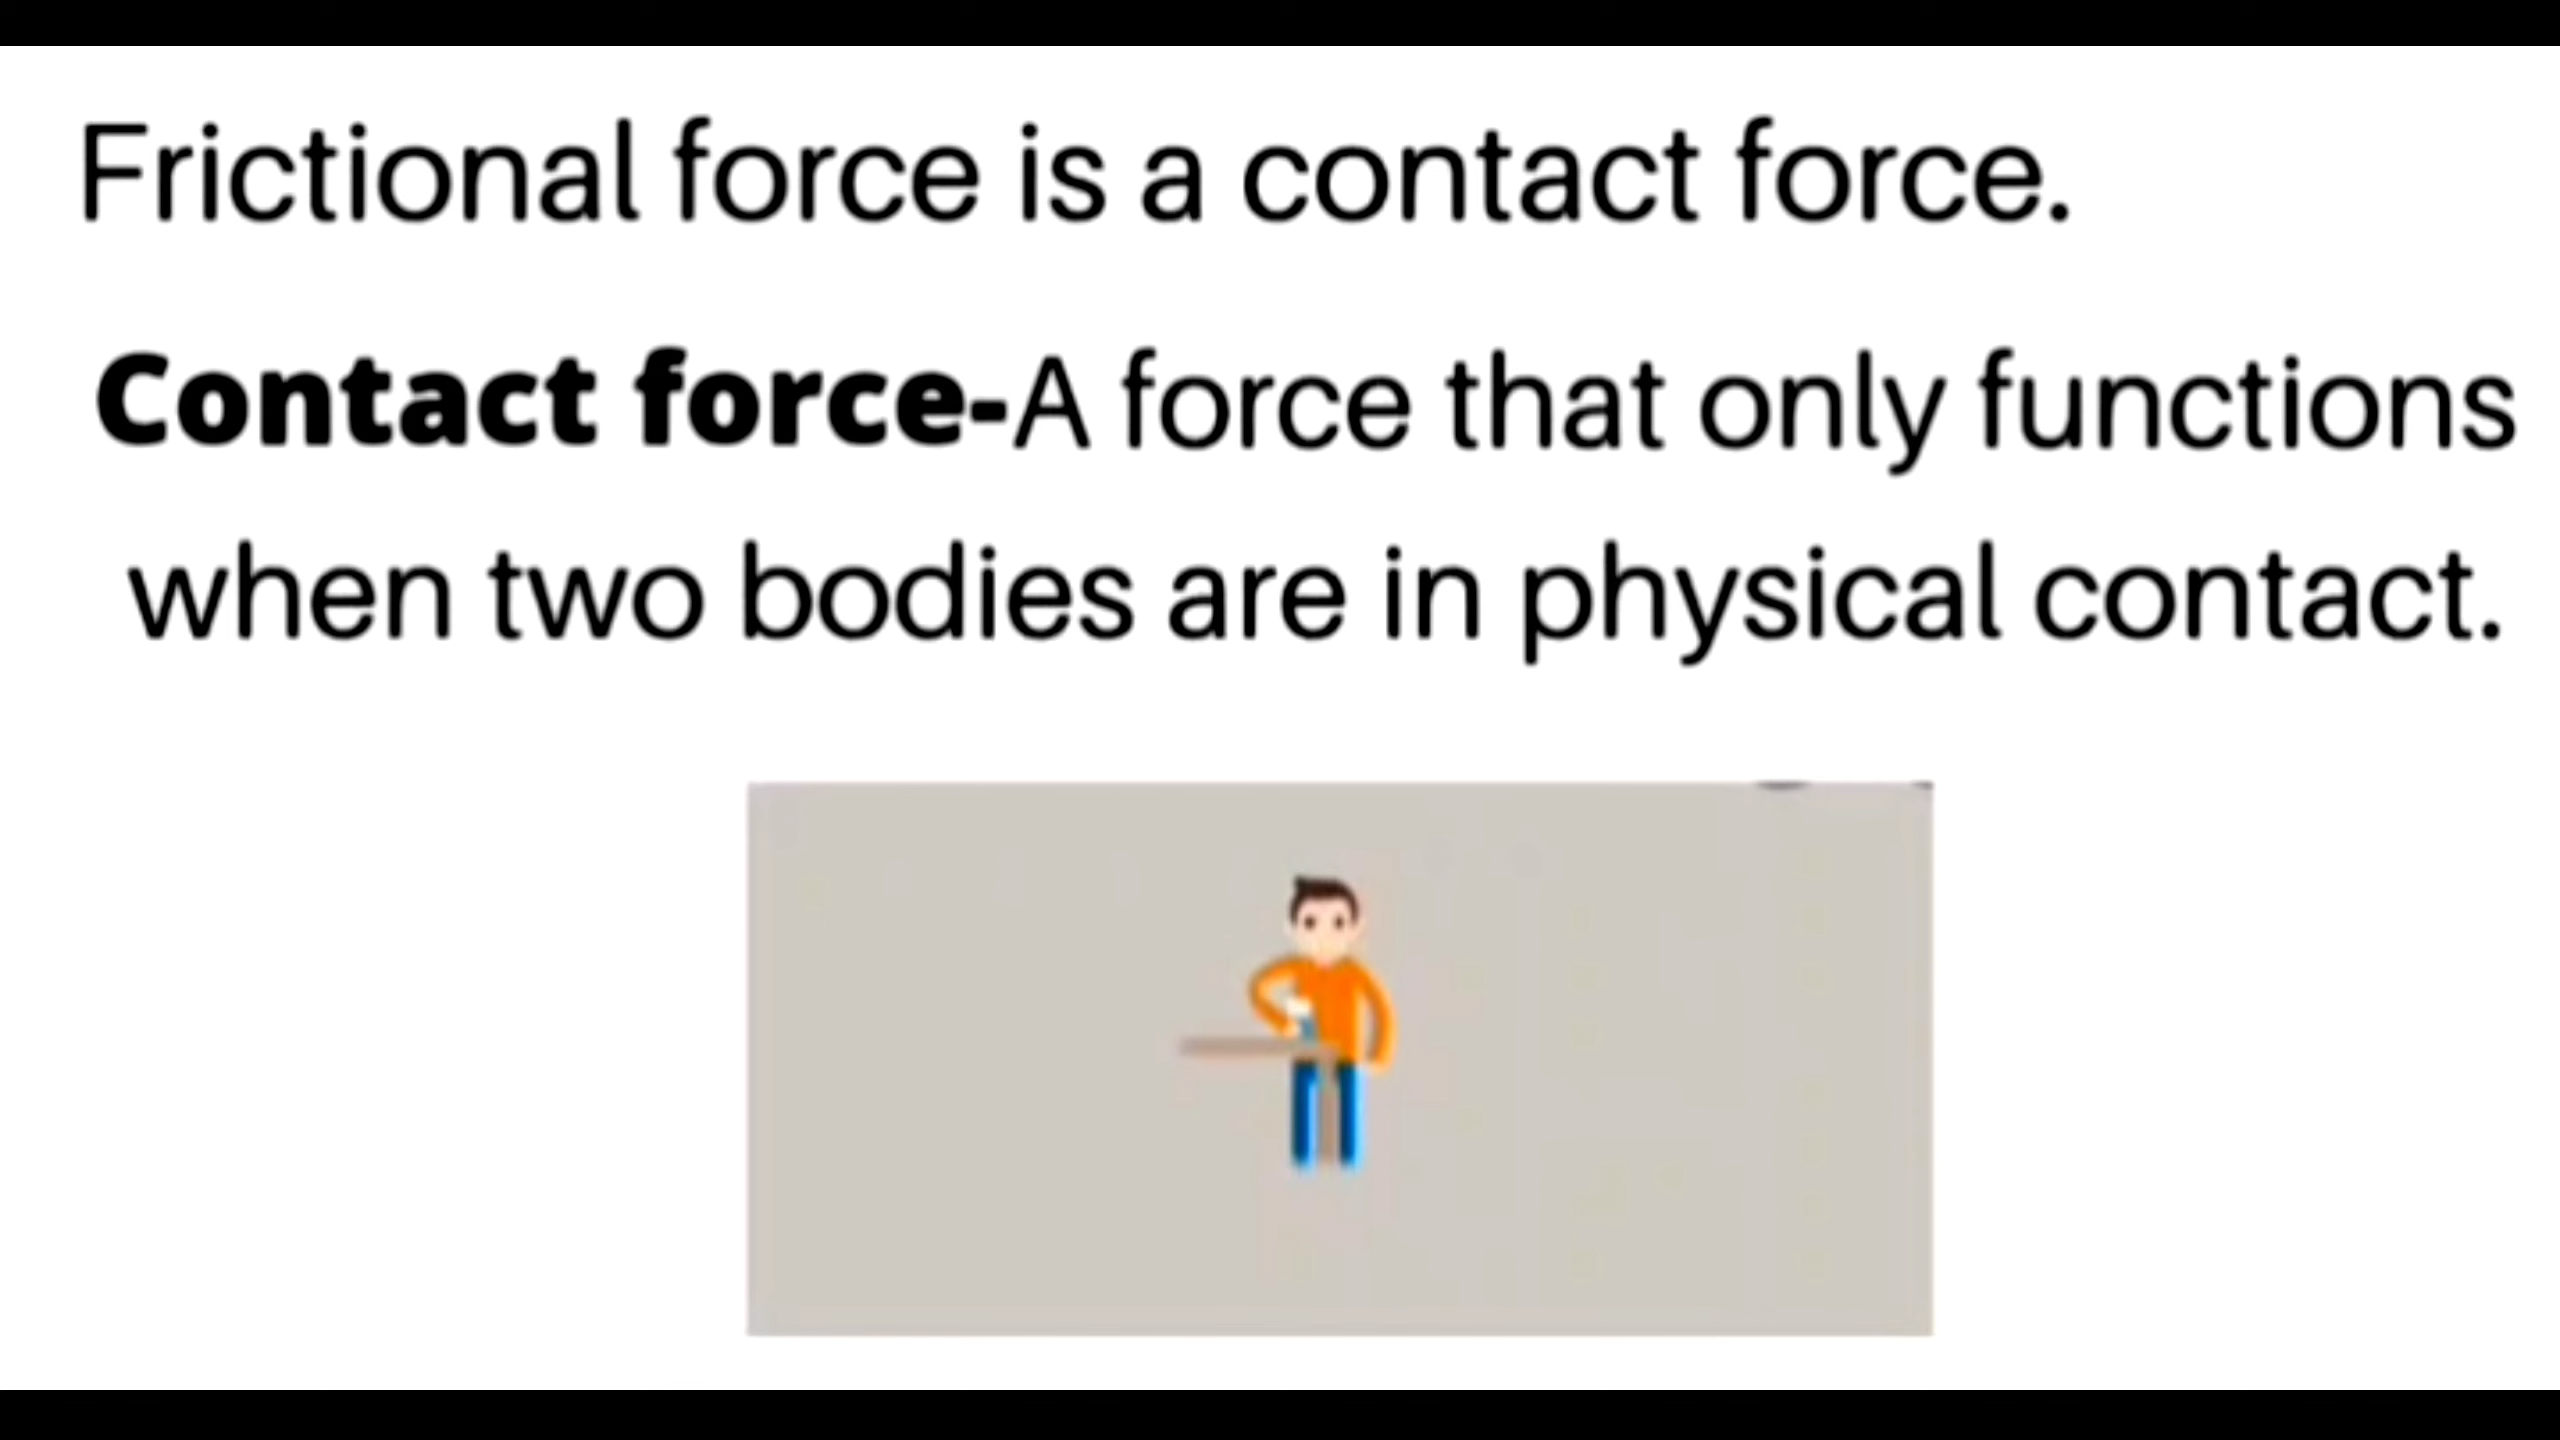 Frictional force is a contact force.
Contact force-A force that only functions
when two bodies are in physical contact.